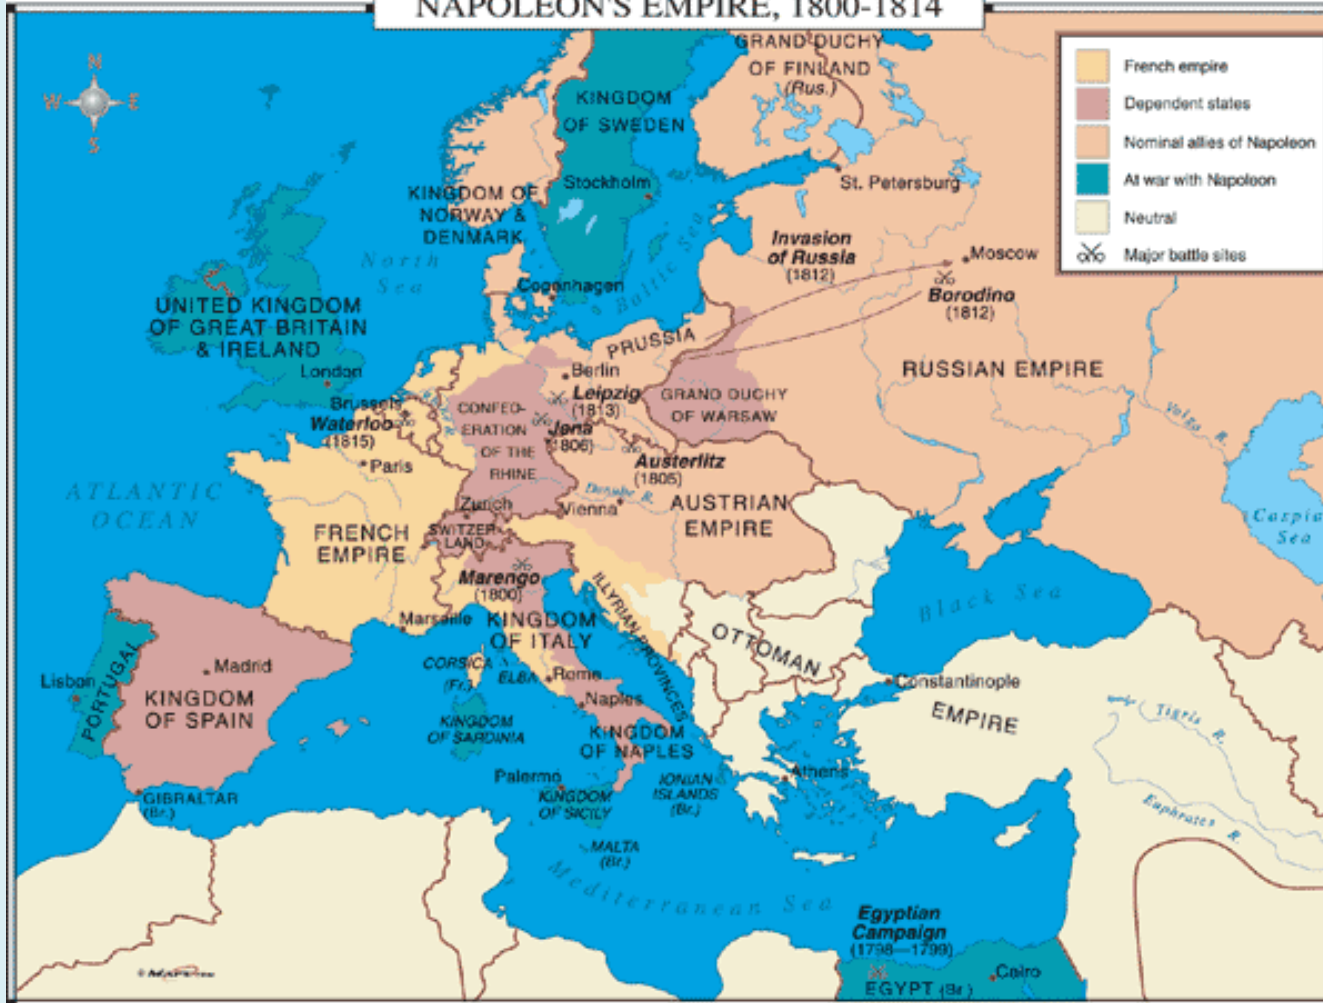 NAPOLEON'S EMPIRE, 1800-1814
N
W
E
S
French empire
Dependent states
Nominal allies of Napoleon
At war with Napoleon
Neutral
Major battle sites
GRAND DUCHY
OF FINLAND
(Rus.)
KINGDOM
OF SWEDEN
Stockholm
St. Petersburg
KINGDOM OF
NORWAY &
DENMARK
North
Sea
Baltic Sea
Invasion
of Russia
(1812)
Moscow
Borodino
(1812)
Copenhagen
UNITED KINGDOM
OF GREAT BRITAIN
& IRELAND
London
PRUSSIA
RUSSIAN EMPIRE
Berlin
Leipzig
(1813)
GRAND DUCHY
OF WARSAW
Brussels
Waterloo
(1815)
CONFED-
ERATION
OF THE
RHINE
Jena
1806)
Volga R.
Paris
Austerlitz
(1805)
ATLANTIC
OCEAN
Danube R.
Vienna
AUSTRIAN
EMPIRE
Zurich
SWITZER-
LAND
FRENCH
EMPIRE
Caspia
Sea
Marengo
(1800)
ILLYRIAN PROVINCES
Black Sea
Marseille
KINGDOM
OF ITALY
OTTOMAN
EMPIRE
CORSICA
(Fr.)
ELBA
Rome
Madrid
Lisbon
PORTUGAL
KINGDOM
OF SPAIN
Constantinople
Naples
KINGDOM
OF SARDINIA
KINGDOM
OF NAPLES
Tigris R.
Palermo
IONIAN
ISLANDS
(Br.)
Athens
GIBRALTAR
(Br.)
KINGDOM
OF SICILY
Euphrates R.
MALTA
(Br.)
Mediterranean Sea
Egyptian
Campaign
(1798—1799)
Cairo
EGYPT (Br.)